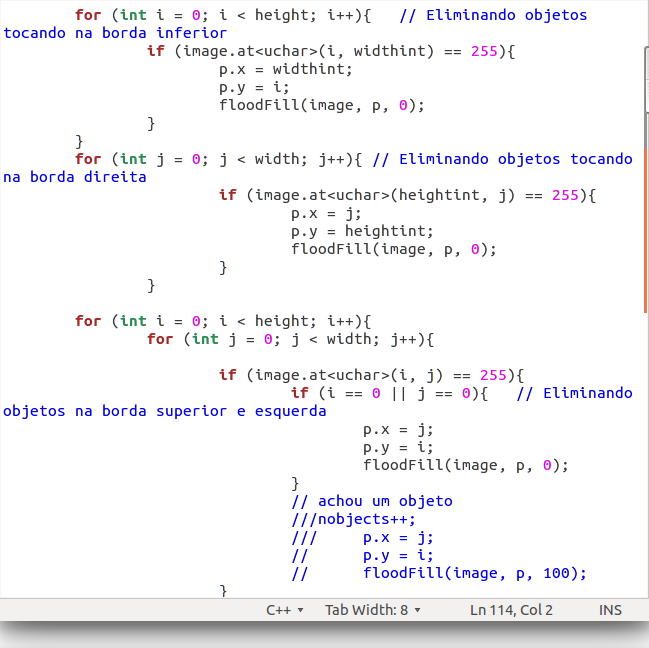 for (int i = 0; i < height; i++){   // Eliminando objetos
tocando na borda inferior
if (image.at<uchar>(i, widthint) == 255){
p.x = widthint;
p.y = i;
floodFill(image, p, 0);
}
}
for (int j = 0; j < width; j++){ // Eliminando objetos tocando
na borda direita
if (image.at<uchar>(heightint, j) == 255){
p.x = j;
p.y = heightint;
floodFill(image, p, 0);
}
}
for (int i = 0; i < height; i++){
for (int j = 0; j < width; j++){
if (image.at<uchar>(i, j) == 255){
if (i == 0 || j == 0){   // Eliminando
objetos na borda superior e esquerda
p.x = j;
p.y = i;
floodFill(image, p, 0);
}
// achou um objeto
///nobjects++;
///     p.x = j;
//      p.y = i;
//      floodFill(image, p, 100);
}
C++ Tab Width: 8 Ln 114, Col 2 INS